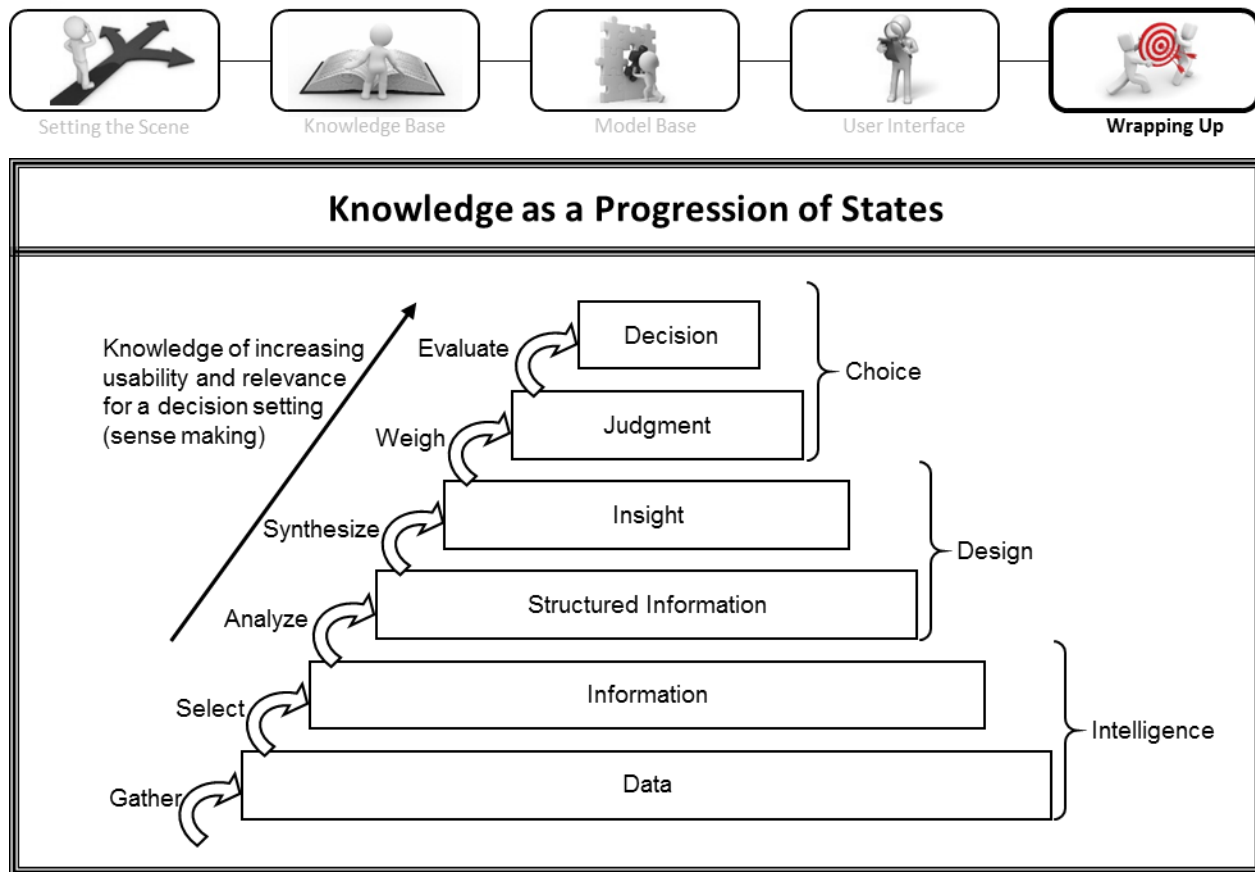 Setting the Scene
Knowledge Base
Model Base
User Interface
Wrapping Up
Knowledge as a Progression of States
Knowledge of increasing
usability and relevance
for a decision setting
(sense making)
Evaluate
Decision
Choice
Weigh
Judgment
Synthesize
Insight
Design
Analyze
Structured Information
Select
Information
Intelligence
Gather
Data